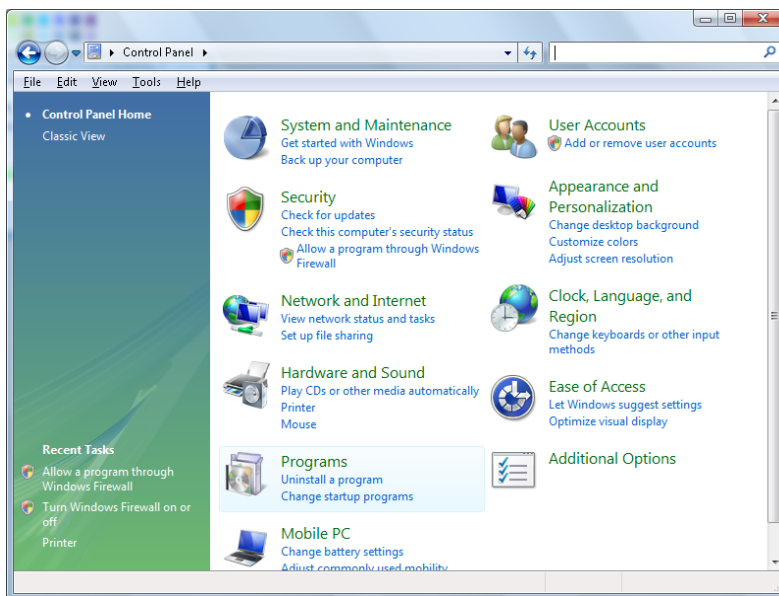 Control Panel
File Edit View Tools Help
Control Panel Home
Classic View
System and Maintenance
Get started with Windows
Back up your computer
Security
Check for updates
Check this computer's security status
Allow a program through Windows
Firewall
Network and Internet
View network status and tasks
Set up file sharing
Hardware and Sound
Play CDs or other media automatically
Printer
Mouse
Programs
Uninstall a program
Change startup programs
Mobile PC
Change battery settings
Adjust commonly used mobility
User Accounts
Add or remove user accounts
Appearance and
Personalization
Change desktop background
Customize colors
Adjust screen resolution
Clock, Language, and
Region
Change keyboards or other input
methods
Ease of Access
Let Windows suggest settings
Optimize visual display
Additional Options
Recent Tasks
Allow a program through
Windows Firewall
Turn Windows Firewall on or
off
Printer